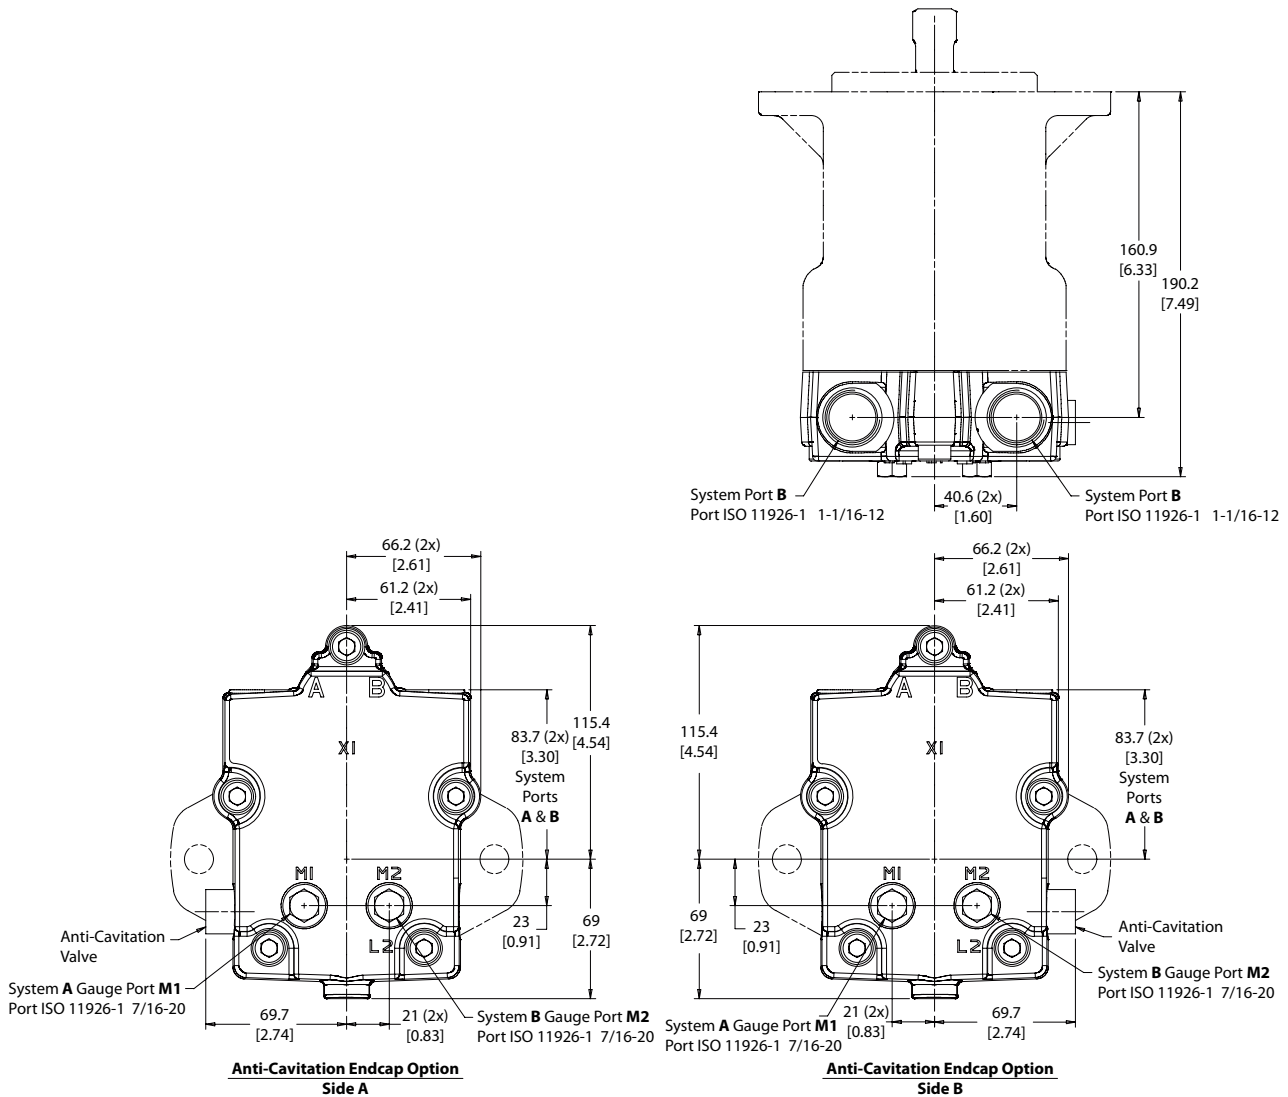 160.9
[6.33]
190.2
[7.49]
System Port B
Port ISO 11926-1 1-1/16-12
40.6 (2x)
[1.60]
System Port B
Port ISO 11926-1 1-1/16-12
66.2 (2x)
[2.61]
61.2 (2x)
[2.41]
A B
X1
83.7 (2x)
[3.30]
System
Ports
A & B
115.4
[4.54]
M1 M2
L2
23
[0.91]
69
[2.72]
Anti-Cavitation
Valve
System A Gauge Port M1
Port ISO 11926-1 7/16-20
69.7
[2.74]
21 (2x)
[0.83]
System B Gauge Port M2
Port ISO 11926-1 7/16-20
Anti-Cavitation Endcap Option
Side A
66.2 (2x)
[2.61]
61.2 (2x)
[2.41]
A B
X1
115.4
[4.54]
83.7 (2x)
[3.30]
System
Ports
A & B
M1 M2
L2
69
[2.72]
23
[0.91]
Anti-Cavitation
Valve
System B Gauge Port M2
Port ISO 11926-1 7/16-20
System A Gauge Port M1
Port ISO 11926-1 7/16-20
21 (2x)
[0.83]
69.7
[2.74]
Anti-Cavitation Endcap Option
Side B